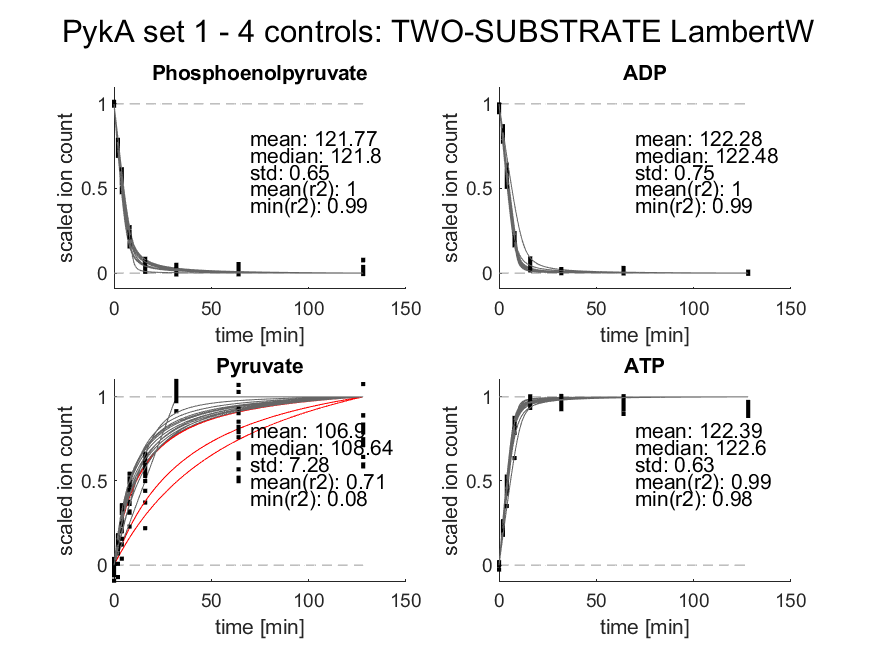 PykA set 1 - 4 controls: TWO-SUBSTRATE LambertW
Phosphoenolpyruvate
1
0.5
0
scaled ion count
mean: 121.77
median: 121.8
std: 0.65
mean(r2): 1
min(r2): 0.99
0 50 100 150
time [min]
ADP
1
0.5
0
scaled ion count
mean: 122.28
median: 122.48
std: 0.75
mean(r2): 1
min(r2): 0.99
0 50 100 150
time [min]
Pyruvate
1
0.5
0
scaled ion count
mean: 106.9
median: 108.64
std: 7.28
mean(r2): 0.71
min(r2): 0.08
0 50 100 150
time [min]
ATP
1
0.5
0
scaled ion count
mean: 122.39
median: 122.6
std: 0.63
mean(r2): 0.99
min(r2): 0.98
0 50 100 150
time [min]